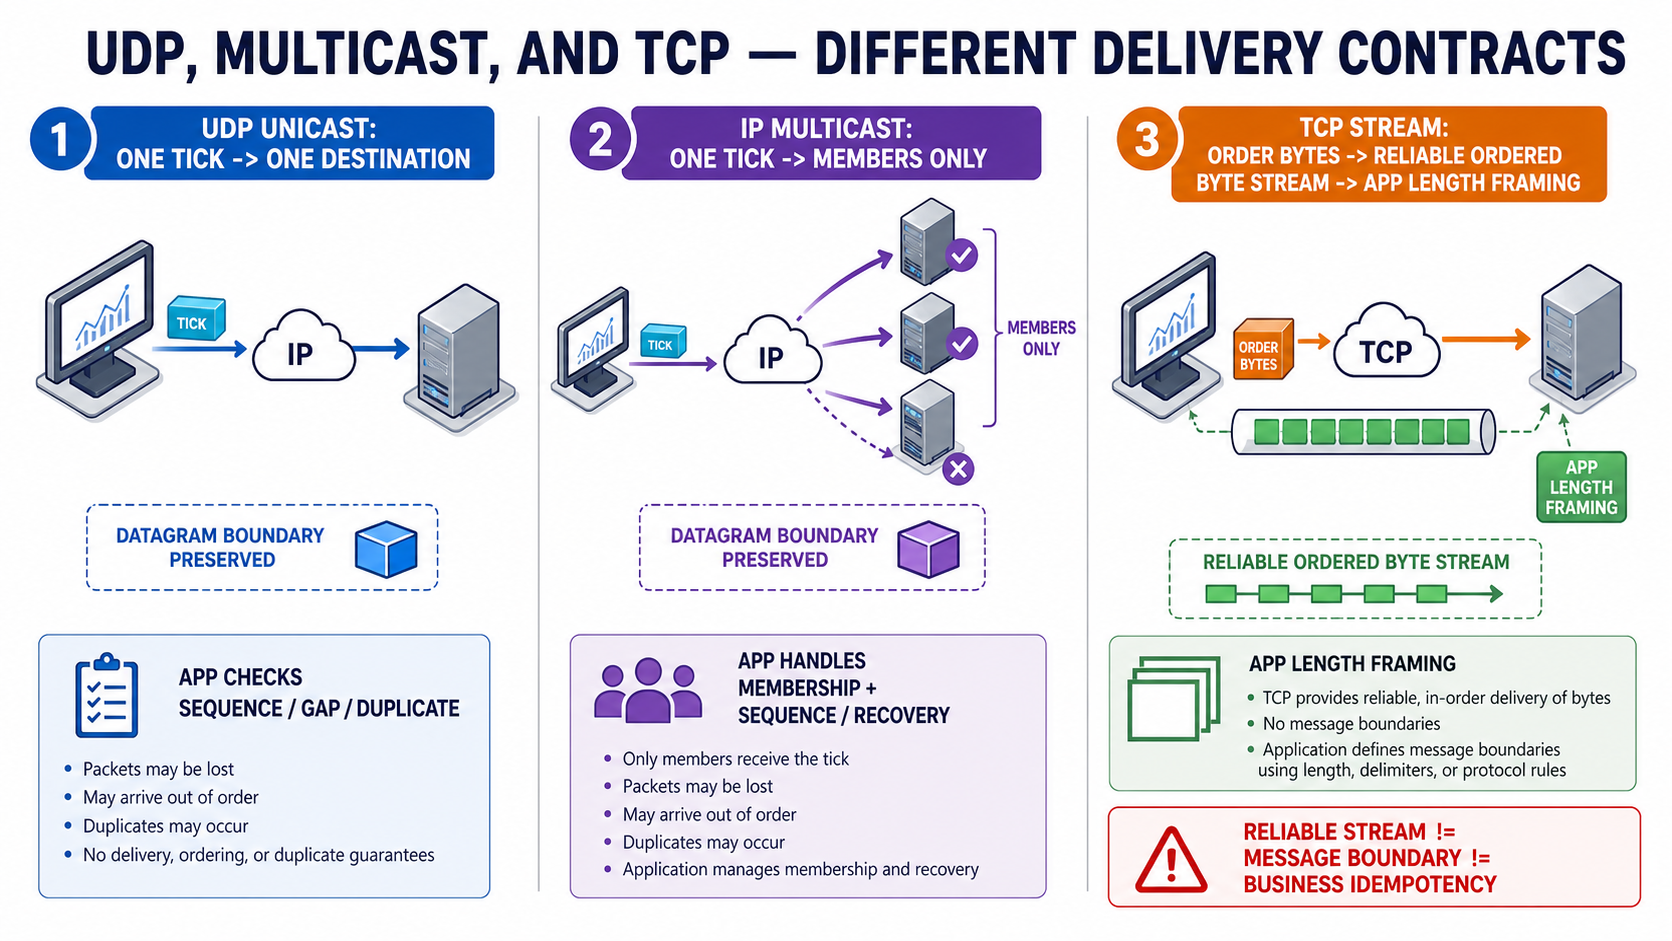 UDP, MULTICAST, AND TCP — DIFFERENT DELIVERY CONTRACTS
1
UDP UNICAST:
ONE TICK -> ONE DESTINATION
TICK
IP
DATAGRAM BOUNDARY
PRESERVED
APP CHECKS
SEQUENCE / GAP / DUPLICATE
• Packets may be lost
• May arrive out of order
• Duplicates may occur
• No delivery, ordering, or duplicate guarantees
2
IP MULTICAST:
ONE TICK -> MEMBERS ONLY
TICK
IP
MEMBERS
ONLY
DATAGRAM BOUNDARY
PRESERVED
APP HANDLES
MEMBERSHIP +
SEQUENCE / RECOVERY
• Only members receive the tick
• Packets may be lost
• May arrive out of order
• Duplicates may occur
• Application manages membership and recovery
3
TCP STREAM:
ORDER BYTES -> RELIABLE ORDERED
BYTE STREAM -> APP LENGTH FRAMING
ORDER
BYTES
TCP
APP
LENGTH
FRAMING
RELIABLE ORDERED BYTE STREAM
APP LENGTH FRAMING
• TCP provides reliable, in-order delivery of bytes
• No message boundaries
• Application defines message boundaries
using length, delimiters, or protocol rules
RELIABLE STREAM !=
MESSAGE BOUNDARY !=
BUSINESS IDEMPOTENCY